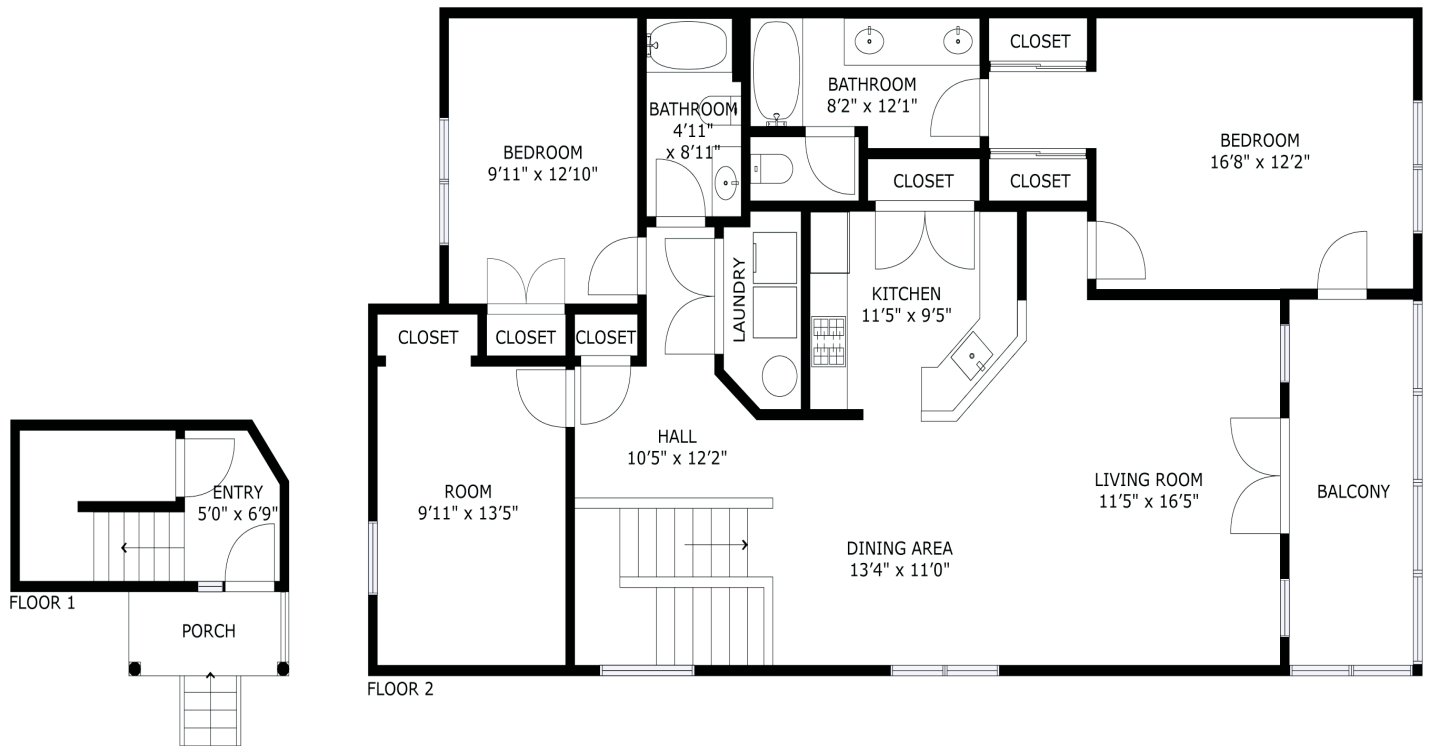 CLOSET
BATHROOM
8'2" x 12'1"
BATHROOM
4'11"
x 8'11"
BEDROOM
9'11" x 12'10"
BEDROOM
16'8" x 12'2"
CLOSET
CLOSET
LAUNDRY
KITCHEN
11'5" x 9'5"
CLOSET
CLOSET
CLOSET
HALL
10'5" x 12'2"
ROOM
9'11" x 13'5"
LIVING ROOM
11'5" x 16'5"
BALCONY
DINING AREA
13'4" x 11'0"
ENTRY
5'0" x 6'9"
FLOOR 1
PORCH
FLOOR 2